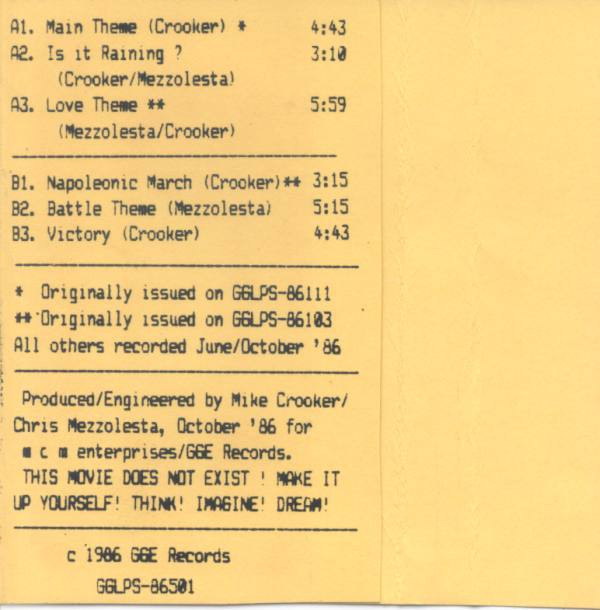 A1. Main Theme (Crooker) * 4:43
A2. Is it Raining ? 3:10
(Crooker/Mezzolesta)
A3. Love Theme ** 5:59
(Mezzolesta/Crooker)
B1. Napoleonic March (Crooker)** 3:15
B2. Battle Theme (Mezzolesta) 5:15
B3. Victory (Crooker) 4:43
* Originally issued on GGLPS-86111
** Originally issued on GGLPS-86103
All others recorded June/October '86
Produced/Engineered by Mike Crooker/
Chris Mezzolesta, October '86 for
m c m enterprises/GGE Records.
THIS MOVIE DOES NOT EXIST ! MAKE IT
UP YOURSELF! THINK! IMAGINE! DREAM!
c 1986 GGE Records
GGLPS-86501